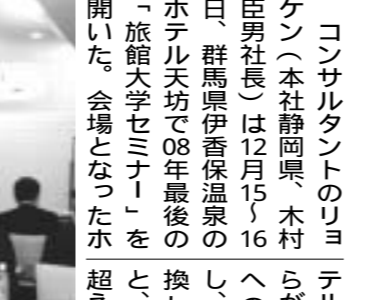 コンサルタントのリョ
ケン（本社静岡県、木村
臣男社長）は12月15〜16
日、群馬県伊香保温泉の
ホテル天坊で08年最後の
「旅館大学セミナー」を
開いた。会場となったホ
テル
らが
への
し、
換し
と、
超え